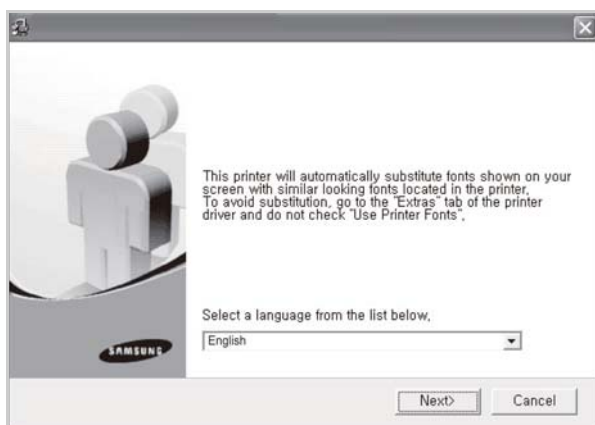 This printer will automatically substitute fonts shown on your
screen with similar looking fonts located in the printer,
To avoid substitution, go to the "Extras" tab of the printer
driver and do not check "Use Printer Fonts",
Select a language from the list below,
English
SAMSUNG
Next>
Cancel